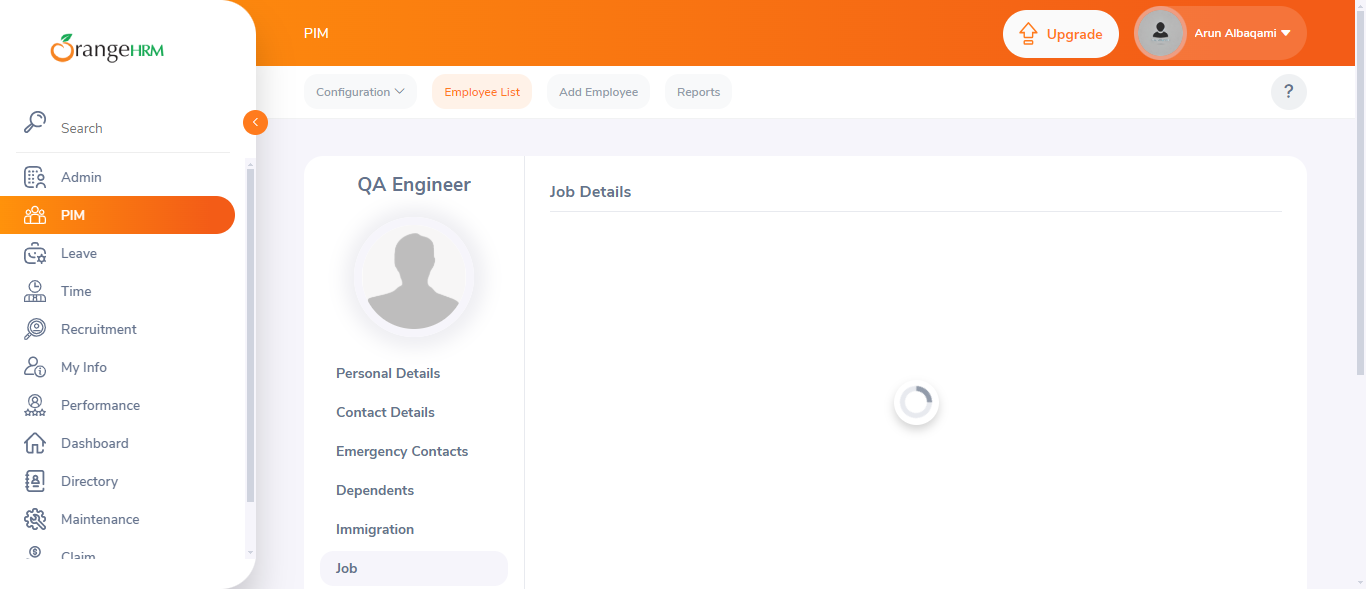 OrangeHRM
Search
Admin
PIM
Leave
Time
Recruitment
My Info
Performance
Dashboard
Directory
Maintenance
Claim
PIM
Upgrade
Arun Albaqami
Configuration
Employee List
Add Employee
Reports
?
QA Engineer
Personal Details
Contact Details
Emergency Contacts
Dependents
Immigration
Job
Job Details